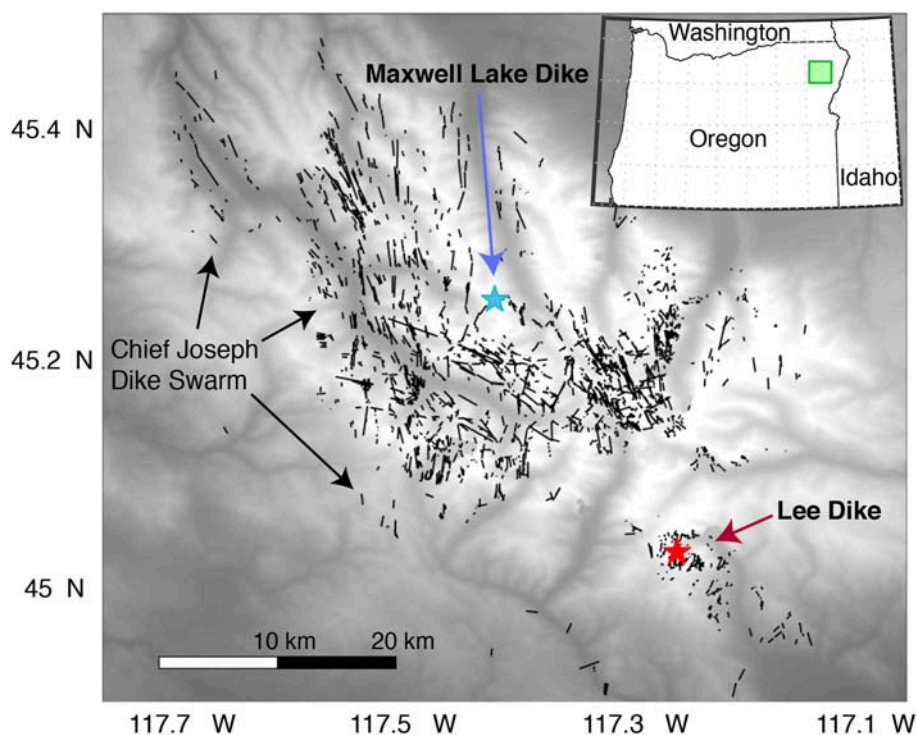 Washington
Maxwell Lake Dike
45.4 N
Oregon
Idaho
Chief Joseph
Dike Swarm
45.2 N
Lee Dike
45 N
10 km 20 km
117.7 W 117.5 W 117.3 W 117.1 W